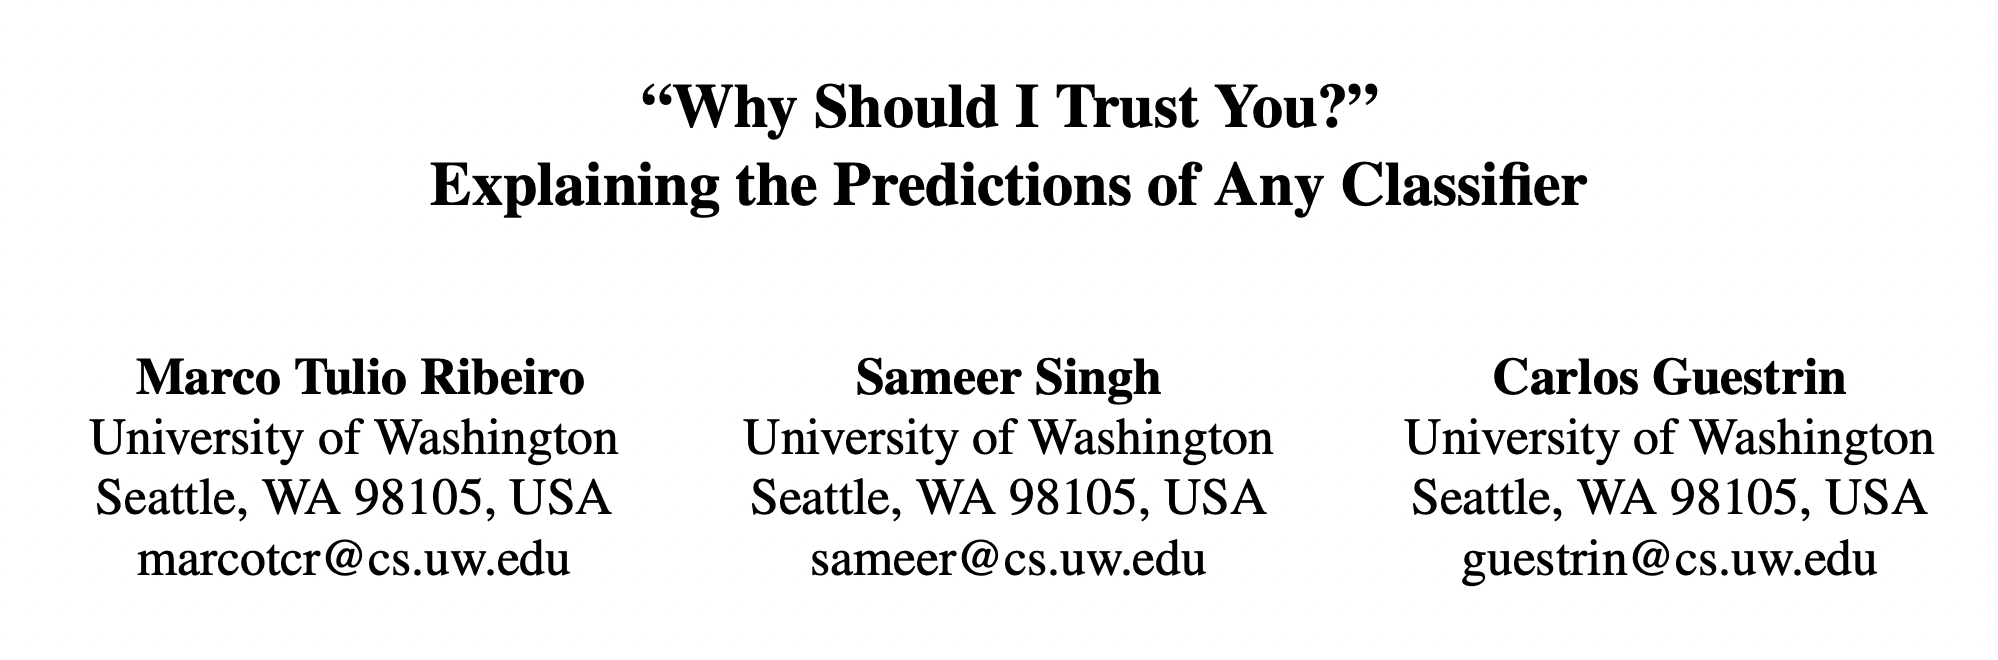 “Why Should I Trust You?”
Explaining the Predictions of Any Classifier
Marco Tulio Ribeiro
University of Washington
Seattle, WA 98105, USA
marcotcr@cs.uw.edu
Sameer Singh
University of Washington
Seattle, WA 98105, USA
sameer@cs.uw.edu
Carlos Guestrin
University of Washington
Seattle, WA 98105, USA
guestrin@cs.uw.edu